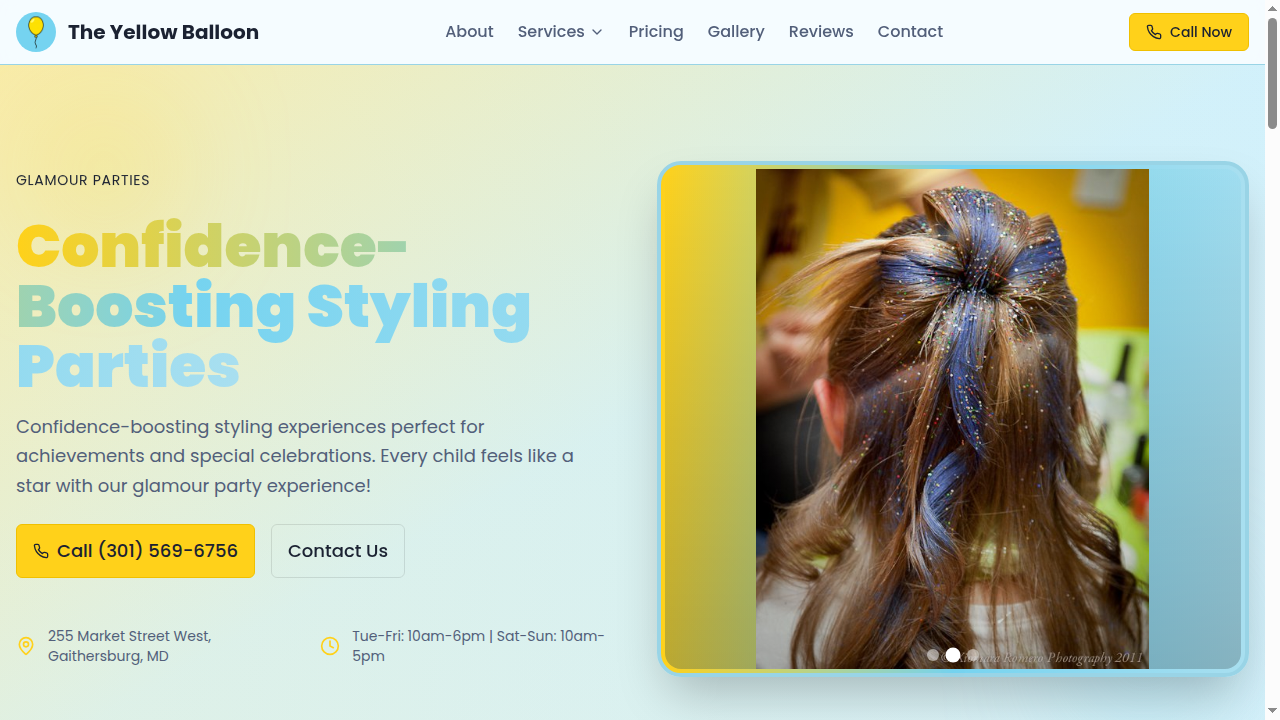 The Yellow Balloon
About
Services
Pricing
Gallery
Reviews
Contact
Call Now
GLAMOUR PARTIES
Confidence-
Boosting Styling
Parties
Confidence-boosting styling experiences perfect for
achievements and special celebrations. Every child feels like a
star with our glamour party experience!
Call (301) 569-6756
Contact Us
255 Market Street West,
Gaithersburg, MD
Tue-Fri: 10am-6pm | Sat-Sun: 10am-
5pm
Romero Photography 2011